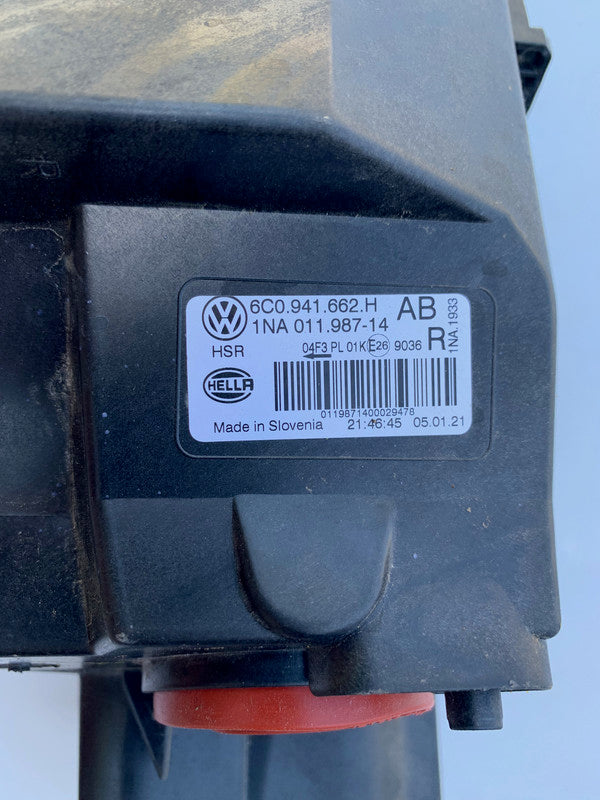 R
6C0.941.662.H AB
1NA 011.987-14
HSR 04F3 PL 01K E26 9036 R
1NA.1933
HELLA
0119871400029478
Made in Slovenia 21:46:45 05.01.21